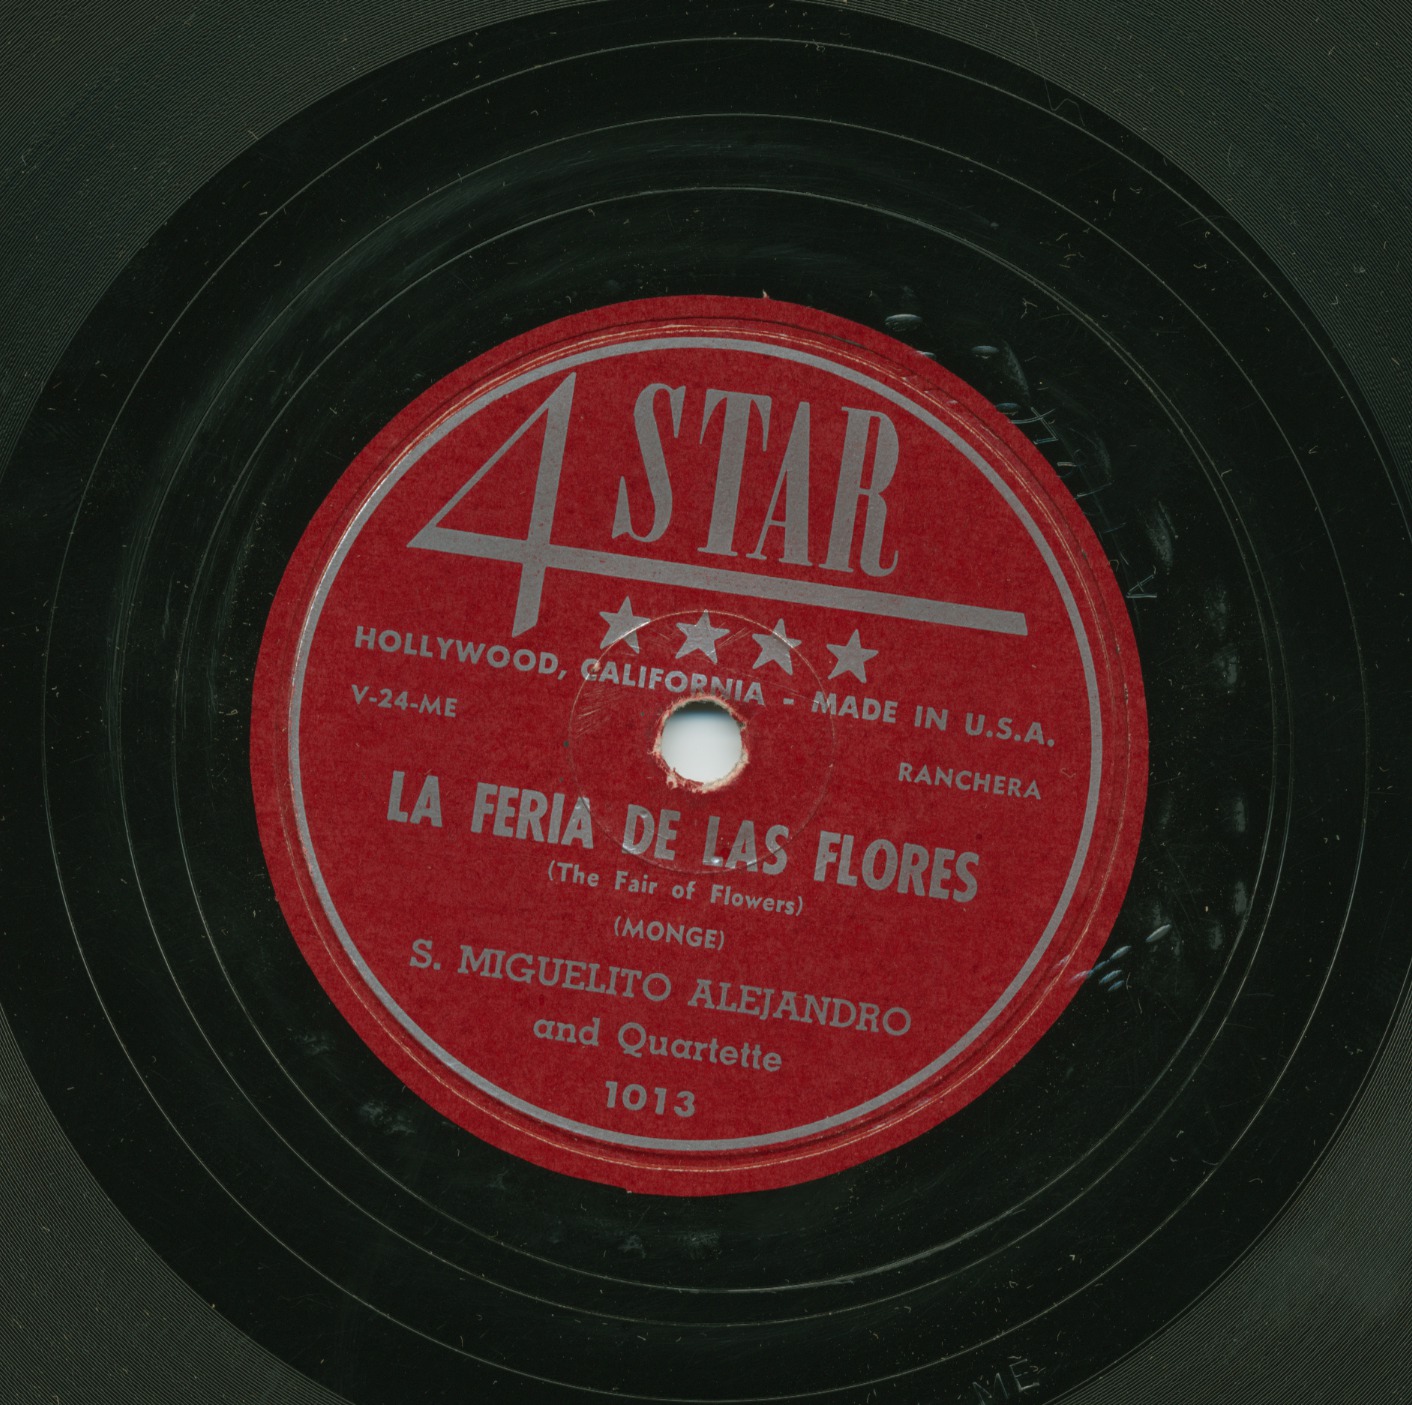 4 STAR
HOLLYWOOD, CALIFORNIA - MADE IN U.S.A.
V-24-ME
RANCHERA
LA FERIA DE LAS FLORES
(The Fair of Flowers)
(MONGE)
S. MIGUELITO ALEJANDRO
and Quartette
1013
ME